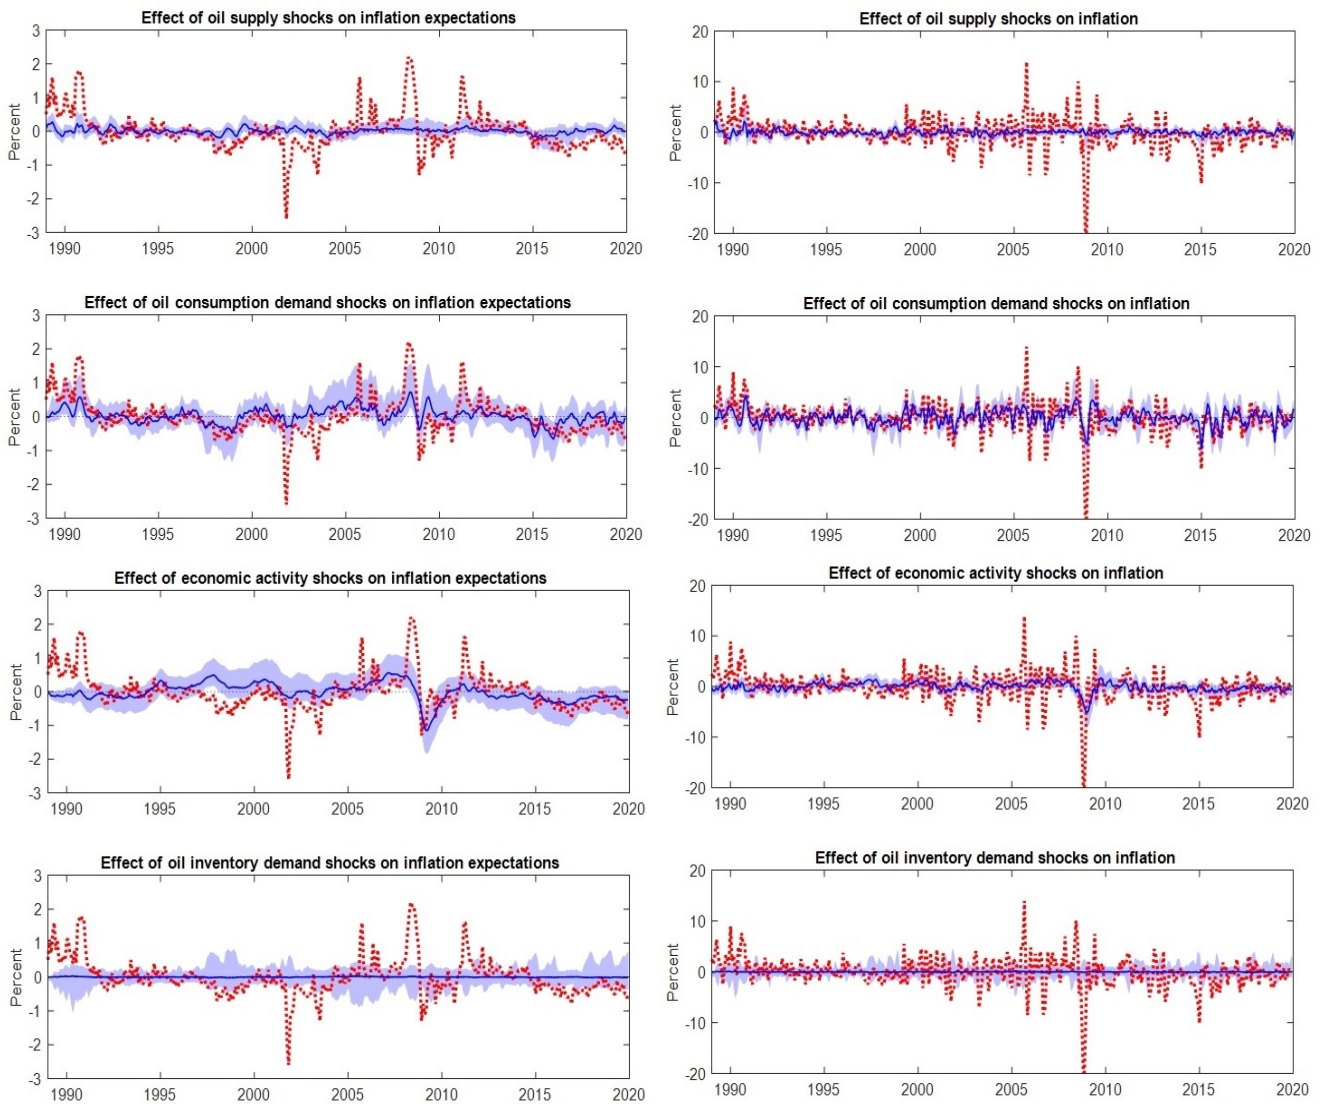 Effect of oil supply shocks on inflation expectations
3
2
1
0
-1
-2
-3
Percent
1990 1995 2000 2005 2010 2015 2020
Effect of oil supply shocks on inflation
20
10
0
-10
-20
Percent
1990 1995 2000 2005 2010 2015 2020
Effect of oil consumption demand shocks on inflation expectations
3
2
1
0
-1
-2
-3
Percent
1990 1995 2000 2005 2010 2015 2020
Effect of oil consumption demand shocks on inflation
20
10
0
-10
-20
Percent
1990 1995 2000 2005 2010 2015 2020
Effect of economic activity shocks on inflation expectations
3
2
1
0
-1
-2
-3
Percent
1990 1995 2000 2005 2010 2015 2020
Effect of economic activity shocks on inflation
20
10
0
-10
-20
Percent
1990 1995 2000 2005 2010 2015 2020
Effect of oil inventory demand shocks on inflation expectations
3
2
1
0
-1
-2
-3
Percent
1990 1995 2000 2005 2010 2015 2020
Effect of oil inventory demand shocks on inflation
20
10
0
-10
-20
Percent
1990 1995 2000 2005 2010 2015 2020